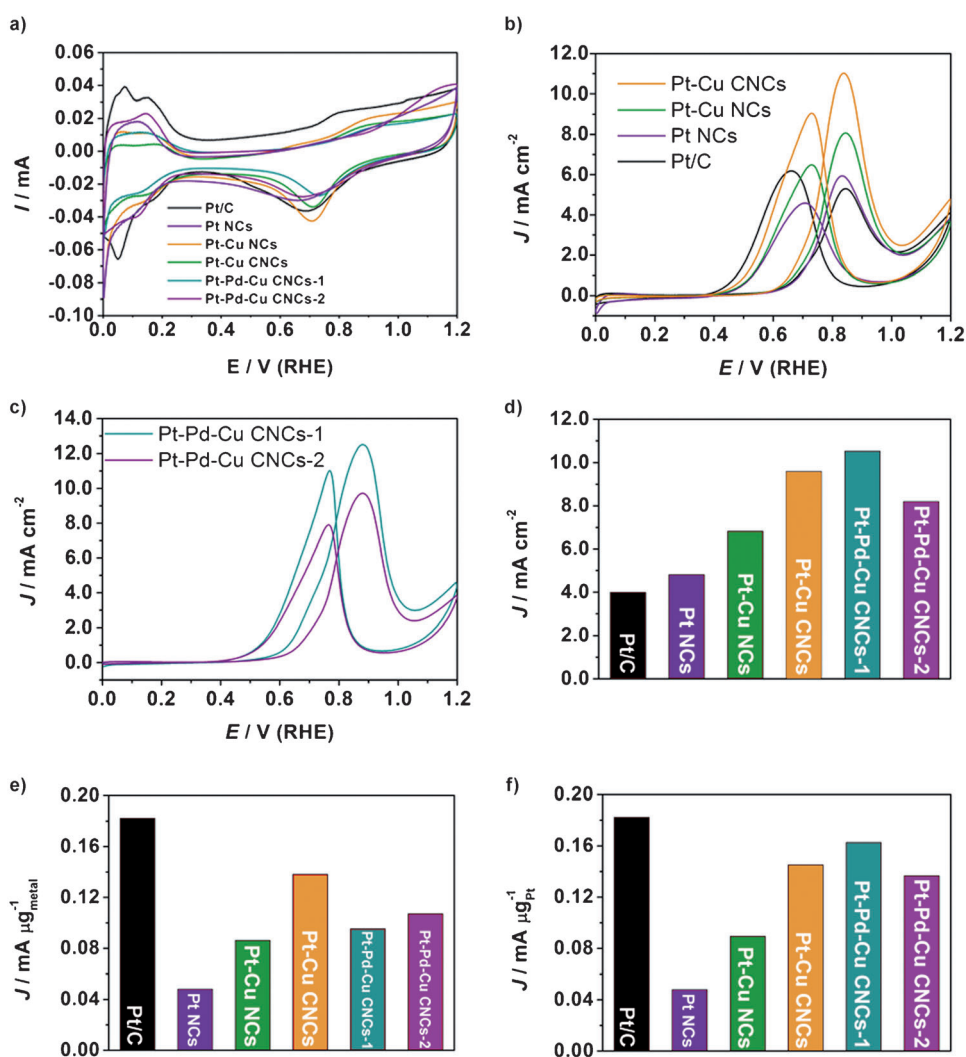 a)
0.06
0.04
0.02
0.00
-0.02
-0.04
-0.06
-0.08
-0.10
I / mA
Pt/C
Pt NCs
Pt-Cu NCs
Pt-Cu CNCs
Pt-Pd-Cu CNCs-1
Pt-Pd-Cu CNCs-2
0.0 0.2 0.4 0.6 0.8 1.0 1.2
E / V (RHE)
b)
12.0
10.0
8.0
6.0
4.0
2.0
0.0
J / mA cm⁻²
Pt-Cu CNCs
Pt-Cu NCs
Pt NCs
Pt/C
0.0 0.2 0.4 0.6 0.8 1.0 1.2
E / V (RHE)
c)
14.0
12.0
10.0
8.0
6.0
4.0
2.0
0.0
J / mA cm⁻²
Pt-Pd-Cu CNCs-1
Pt-Pd-Cu CNCs-2
0.0 0.2 0.4 0.6 0.8 1.0 1.2
E / V (RHE)
d)
12.0
10.0
8.0
6.0
4.0
2.0
0.0
J / mA cm⁻²
Pt/C
Pt NCs
Pt-Cu NCs
Pt-Cu CNCs
Pt-Pd-Cu CNCs-1
Pt-Pd-Cu CNCs-2
e)
0.20
0.16
0.12
0.08
0.04
0.00
J / mA µg⁻¹metal
Pt/C
Pt NCs
Pt-Cu NCs
Pt-Cu CNCs
Pt-Pd-Cu CNCs-1
Pt-Pd-Cu CNCs-2
f)
0.20
0.16
0.12
0.08
0.04
0.00
J / mA µg⁻¹Pt
Pt/C
Pt NCs
Pt-Cu NCs
Pt-Cu CNCs
Pt-Pd-Cu CNCs-1
Pt-Pd-Cu CNCs-2